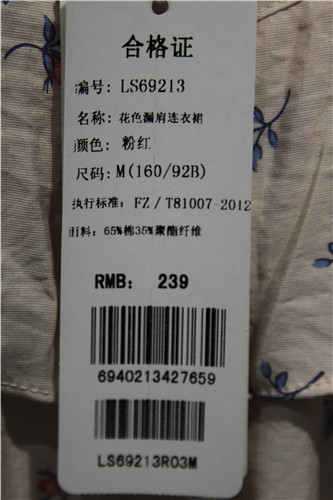 合格证
编号: LS69213
名称: 花色漏肩连衣裙
颜色: 粉红
尺码: M(160/92B)
执行标准: FZ/T81007-2012
面料: 65%棉35%聚酯纤维
RMB: 239
6940213427659
LS69213R03M